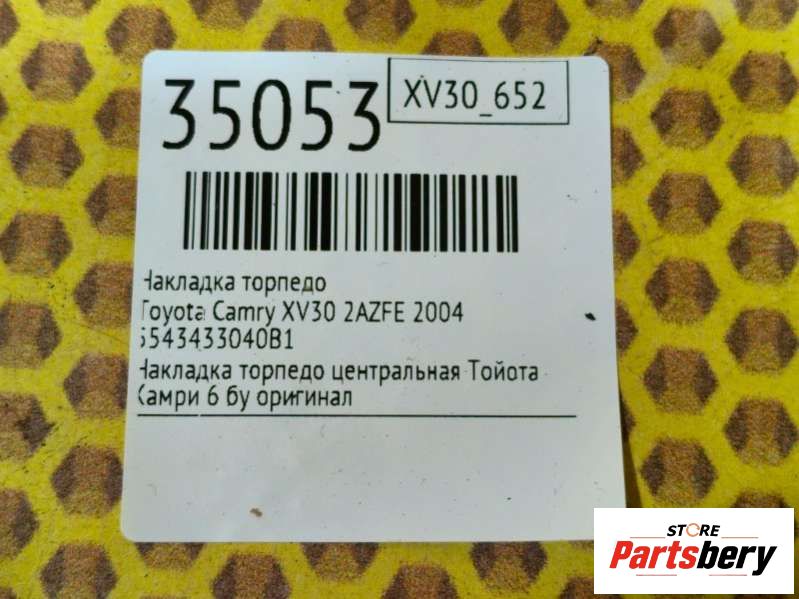 35053
XV30_652
Накладка торпедо
Toyota Camry XV30 2AZFE 2004
5543433040B1
Накладка торпедо центральная Тойота
Камри 6 бу оригинал
STORE
Partsbery